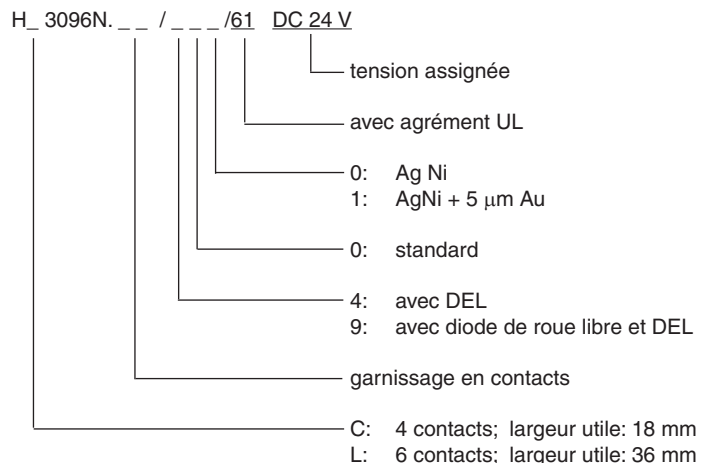 H_ 3096N. _ _ / _ _ _ /61 DC 24 V
tension assignée
avec agrément UL
0: Ag Ni
1: AgNi + 5 μm Au
0: standard
4: avec DEL
9: avec diode de roue libre et DEL
garnissage en contacts
C: 4 contacts; largeur utile: 18 mm
L: 6 contacts; largeur utile: 36 mm